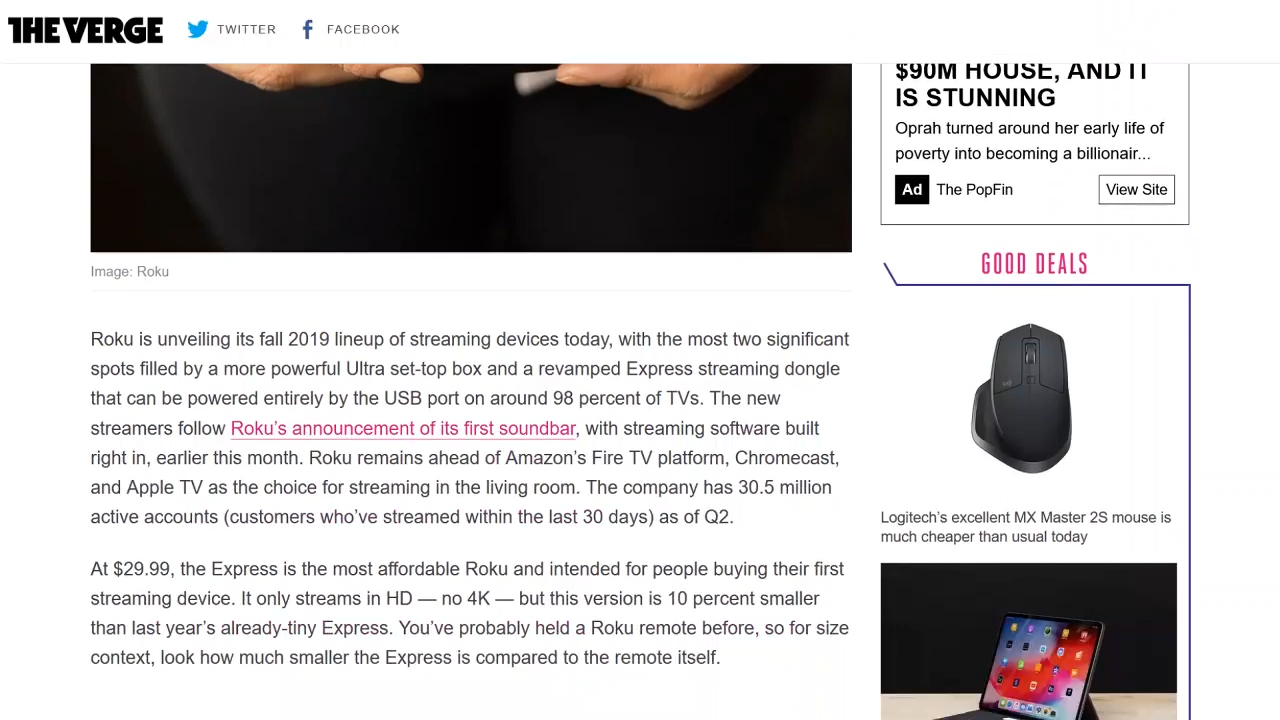 THE VERGE
TWITTER
FACEBOOK
Image: Roku
Roku is unveiling its fall 2019 lineup of streaming devices today, with the most two significant
spots filled by a more powerful Ultra set-top box and a revamped Express streaming dongle
that can be powered entirely by the USB port on around 98 percent of TVs. The new
streamers follow Roku’s announcement of its first soundbar, with streaming software built
right in, earlier this month. Roku remains ahead of Amazon’s Fire TV platform, Chromecast,
and Apple TV as the choice for streaming in the living room. The company has 30.5 million
active accounts (customers who’ve streamed within the last 30 days) as of Q2.
At $29.99, the Express is the most affordable Roku and intended for people buying their first
streaming device. It only streams in HD — no 4K — but this version is 10 percent smaller
than last year’s already-tiny Express. You’ve probably held a Roku remote before, so for size
context, look how much smaller the Express is compared to the remote itself.
$90M HOUSE, AND IT
IS STUNNING
Oprah turned around her early life of
poverty into becoming a billionair...
Ad
The PopFin
View Site
GOOD DEALS
logi
Logitech’s excellent MX Master 2S mouse is
much cheaper than usual today